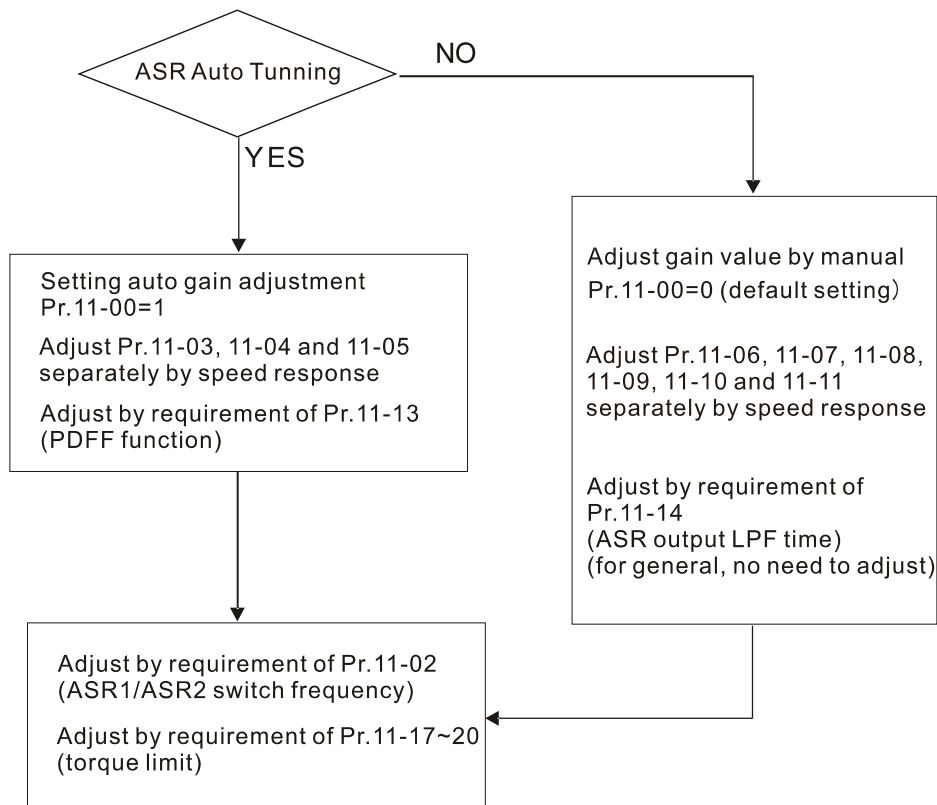 ASR Auto Tunning
NO
YES
Setting auto gain adjustment
Pr.11-00=1
Adjust Pr.11-03, 11-04 and 11-05
separately by speed response
Adjust by requirement of Pr.11-13
(PDFF function)
Adjust gain value by manual
Pr.11-00=0 (default setting）
Adjust Pr.11-06, 11-07, 11-08,
11-09, 11-10 and 11-11
separately by speed response
Adjust by requirement of
Pr.11-14
(ASR output LPF time)
(for general, no need to adjust)
Adjust by requirement of Pr.11-02
(ASR1/ASR2 switch frequency)
Adjust by requirement of Pr.11-17~20
(torque limit)